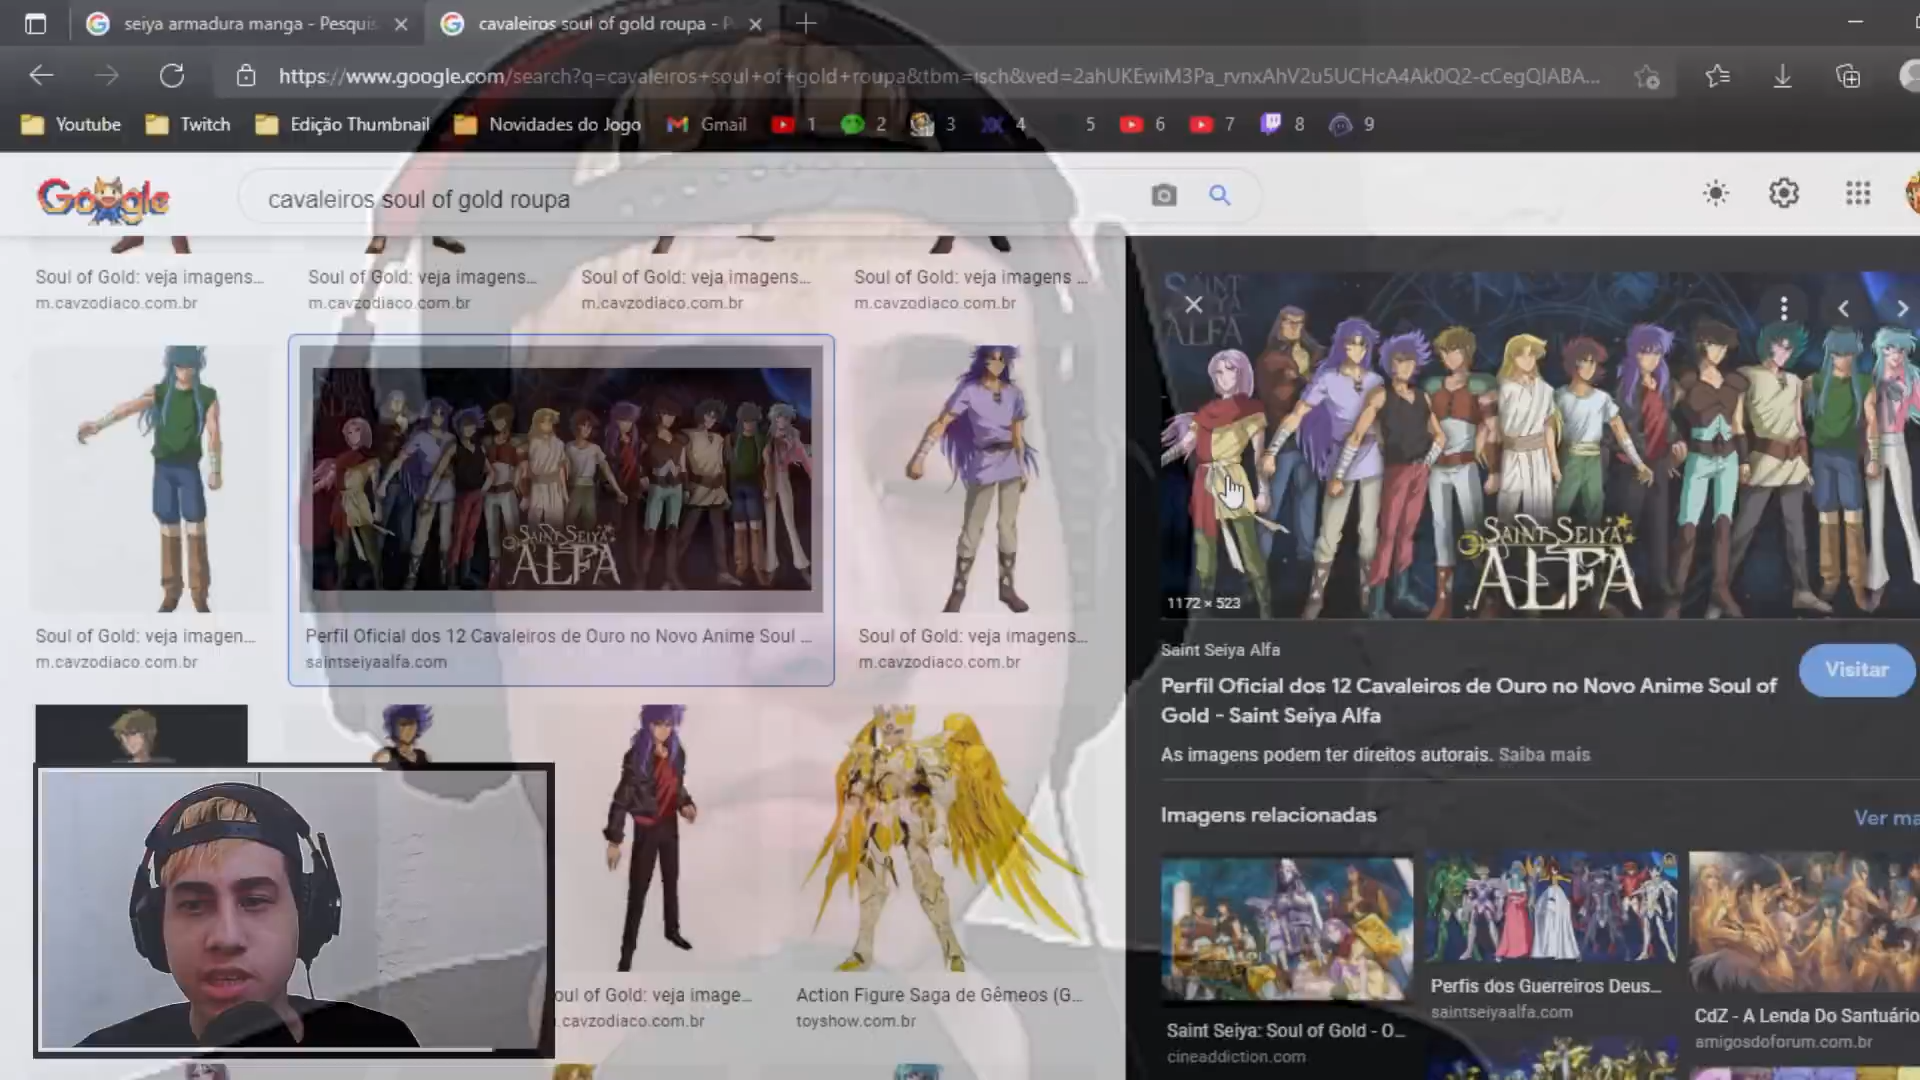 seiya armadura manga - Pesquis
cavaleiros soul of gold roupa - P
https://www.google.com/search?q=cavaleiros+soul+of+gold+roupa&tbm=isch&ved=2ahUKEwiM3Pa_rvnxAhV2u5UCHcA4Ak0Q2-cCegQIABA...
Youtube Twitch Edição Thumbnail Novidades do Jogo Gmail 1 2 3 4 5 6 7 8 9
Google
cavaleiros soul of gold roupa
Soul of Gold: veja imagens...
m.cavzodiaco.com.br
Soul of Gold: veja imagens...
m.cavzodiaco.com.br
Soul of Gold: veja imagens...
m.cavzodiaco.com.br
Soul of Gold: veja imagens ...
m.cavzodiaco.com.br
SAINT SEIYA
ALFA
Soul of Gold: veja imagen...
m.cavzodiaco.com.br
Perfil Oficial dos 12 Cavaleiros de Ouro no Novo Anime Soul ...
saintseiyaalfa.com
Soul of Gold: veja imagens...
m.cavzodiaco.com.br
oul of Gold: veja image...
.cavzodiaco.com.br
Action Figure Saga de Gêmeos (G...
toyshow.com.br
SAINT
SEIYA
ALFA
SAINT SEIYA
ALFA
1172 × 523
Saint Seiya Alfa
Perfil Oficial dos 12 Cavaleiros de Ouro no Novo Anime Soul of
Gold - Saint Seiya Alfa
Visitar
As imagens podem ter direitos autorais. Saiba mais
Imagens relacionadas
Ver ma
Saint Seiya: Soul of Gold - O...
cineaddiction.com
Perfis dos Guerreiros Deus...
saintseiyaalfa.com
CdZ - A Lenda Do Santuário
amigosdoforum.com.br